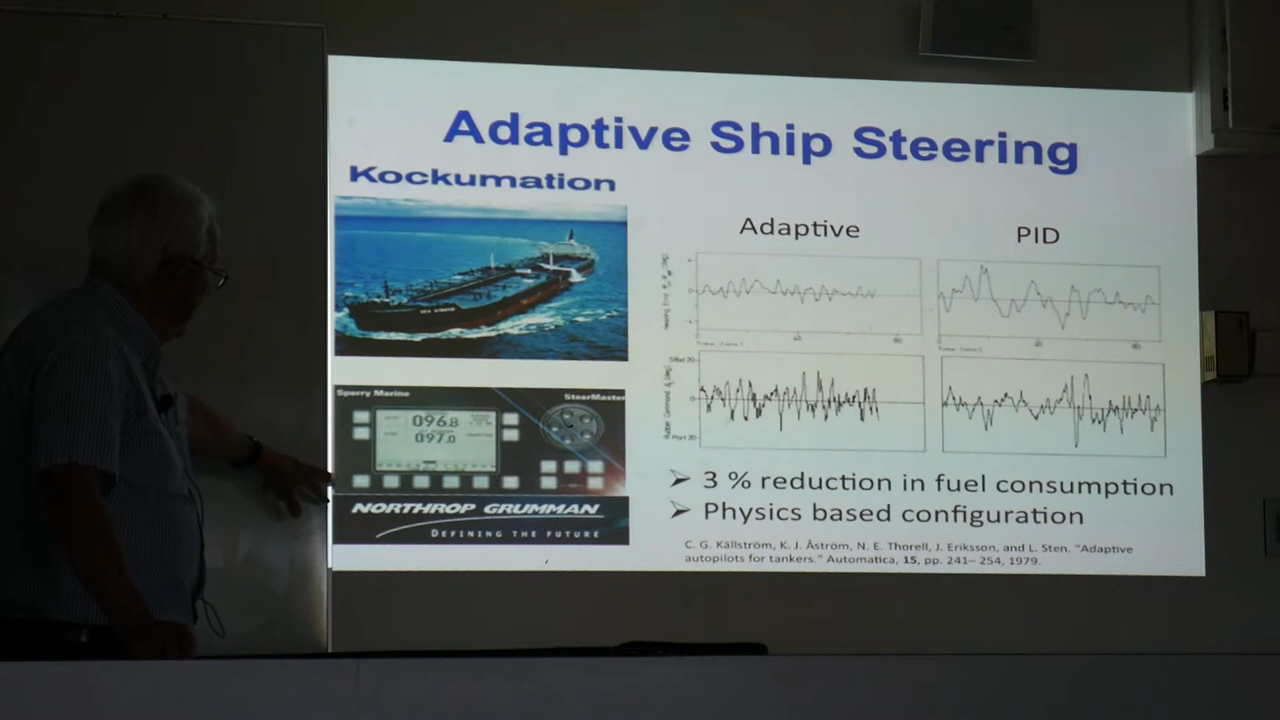 Adaptive Ship Steering
Kockumation
Adaptive
PID
Sperry Marine
SteerMaster
096.8
097.0
NORTHROP GRUMMAN
DEFINING THE FUTURE
➢ 3 % reduction in fuel consumption
➢ Physics based configuration
C. G. Källström, K. J. Åström, N. E. Thorell, J. Eriksson, and L. Sten. "Adaptive
autopilots for tankers." Automatica, 15, pp. 241– 254, 1979.